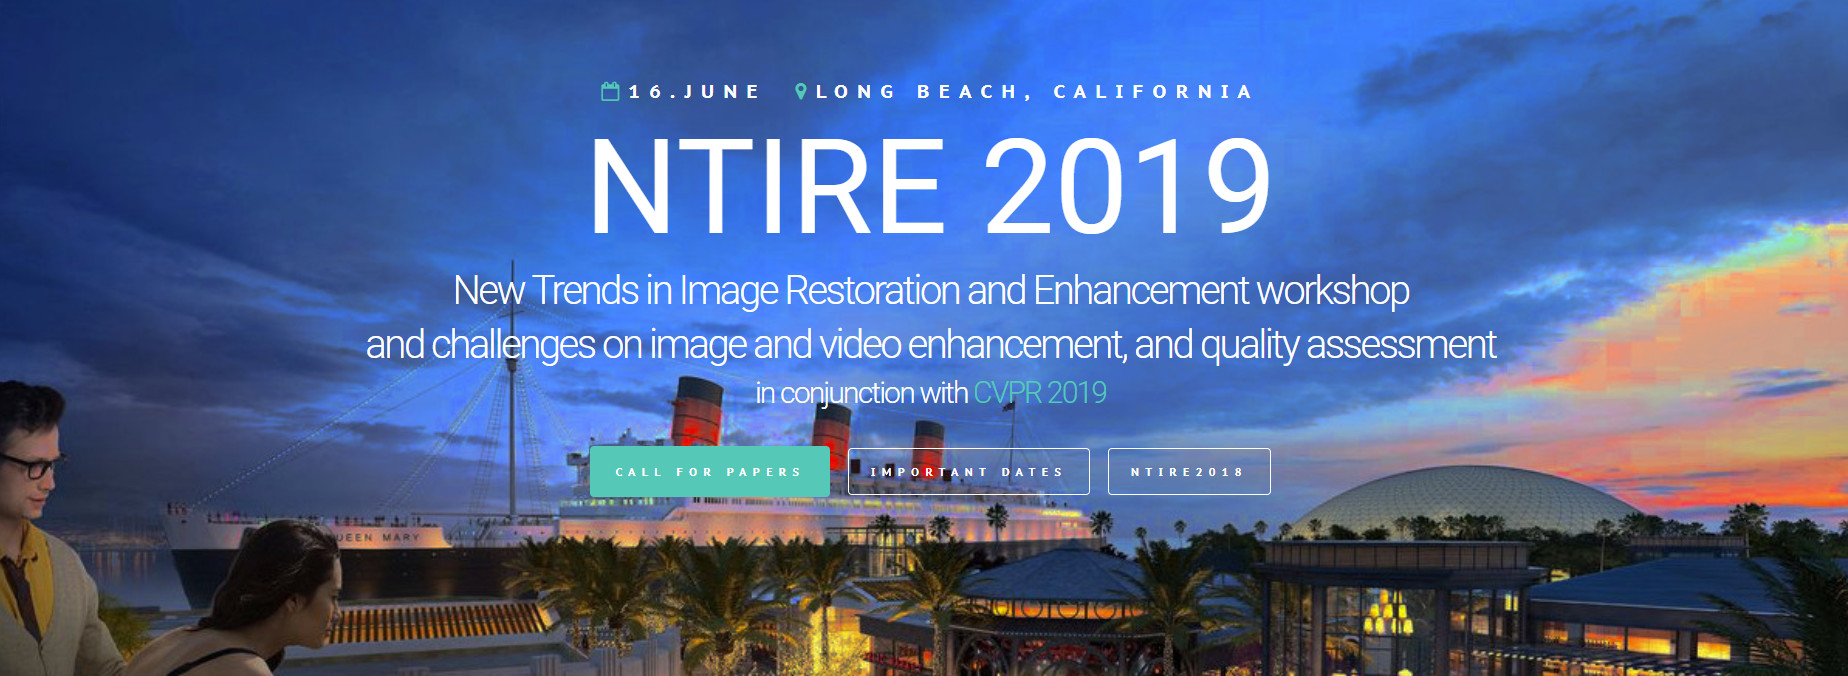 16.JUNE LONG BEACH, CALIFORNIA
NTIRE 2019
New Trends in Image Restoration and Enhancement workshop
and challenges on image and video enhancement, and quality assessment
in conjunction with CVPR 2019
CALL FOR PAPERS IMPORTANT DATES NTIRE2018
UEEN MARY